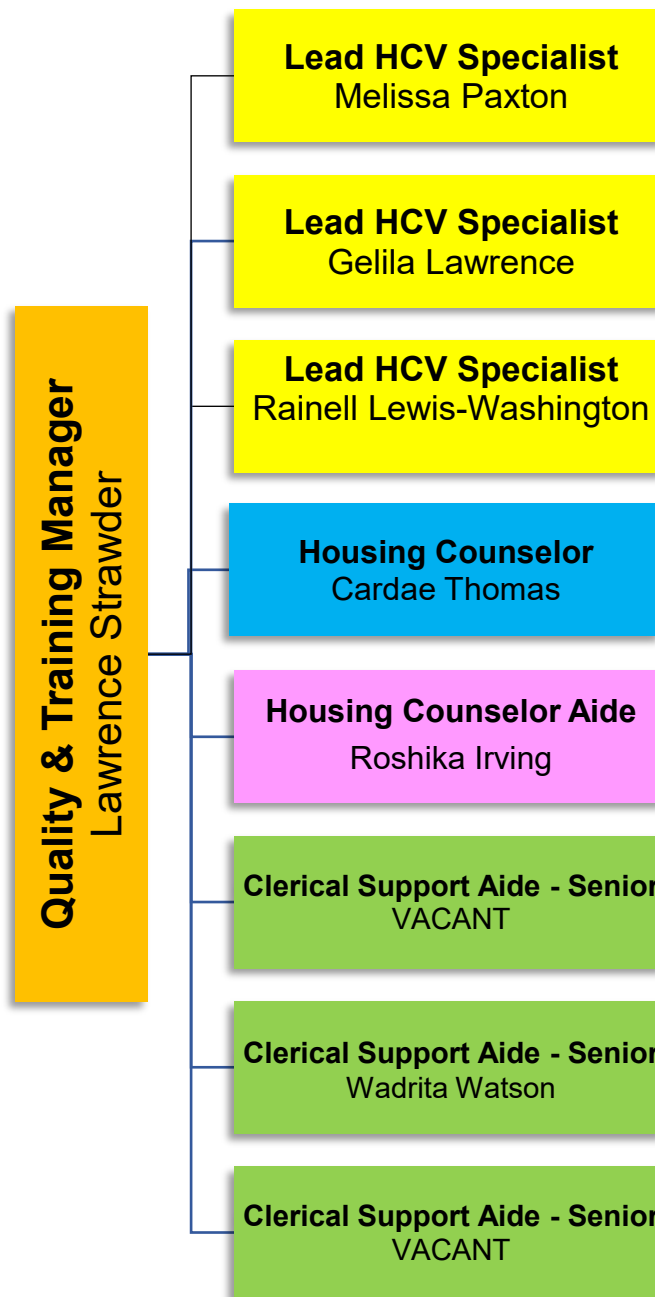 Lead HCV Specialist
Melissa Paxton
Lead HCV Specialist
Gelila Lawrence
Lead HCV Specialist
Rainell Lewis-Washington
Quality & Training Manager
Lawrence Strawder
Housing Counselor
Cardae Thomas
Housing Counselor Aide
Roshika Irving
Clerical Support Aide - Senior
VACANT
Clerical Support Aide - Senior
Wadrita Watson
Clerical Support Aide - Senior
VACANT